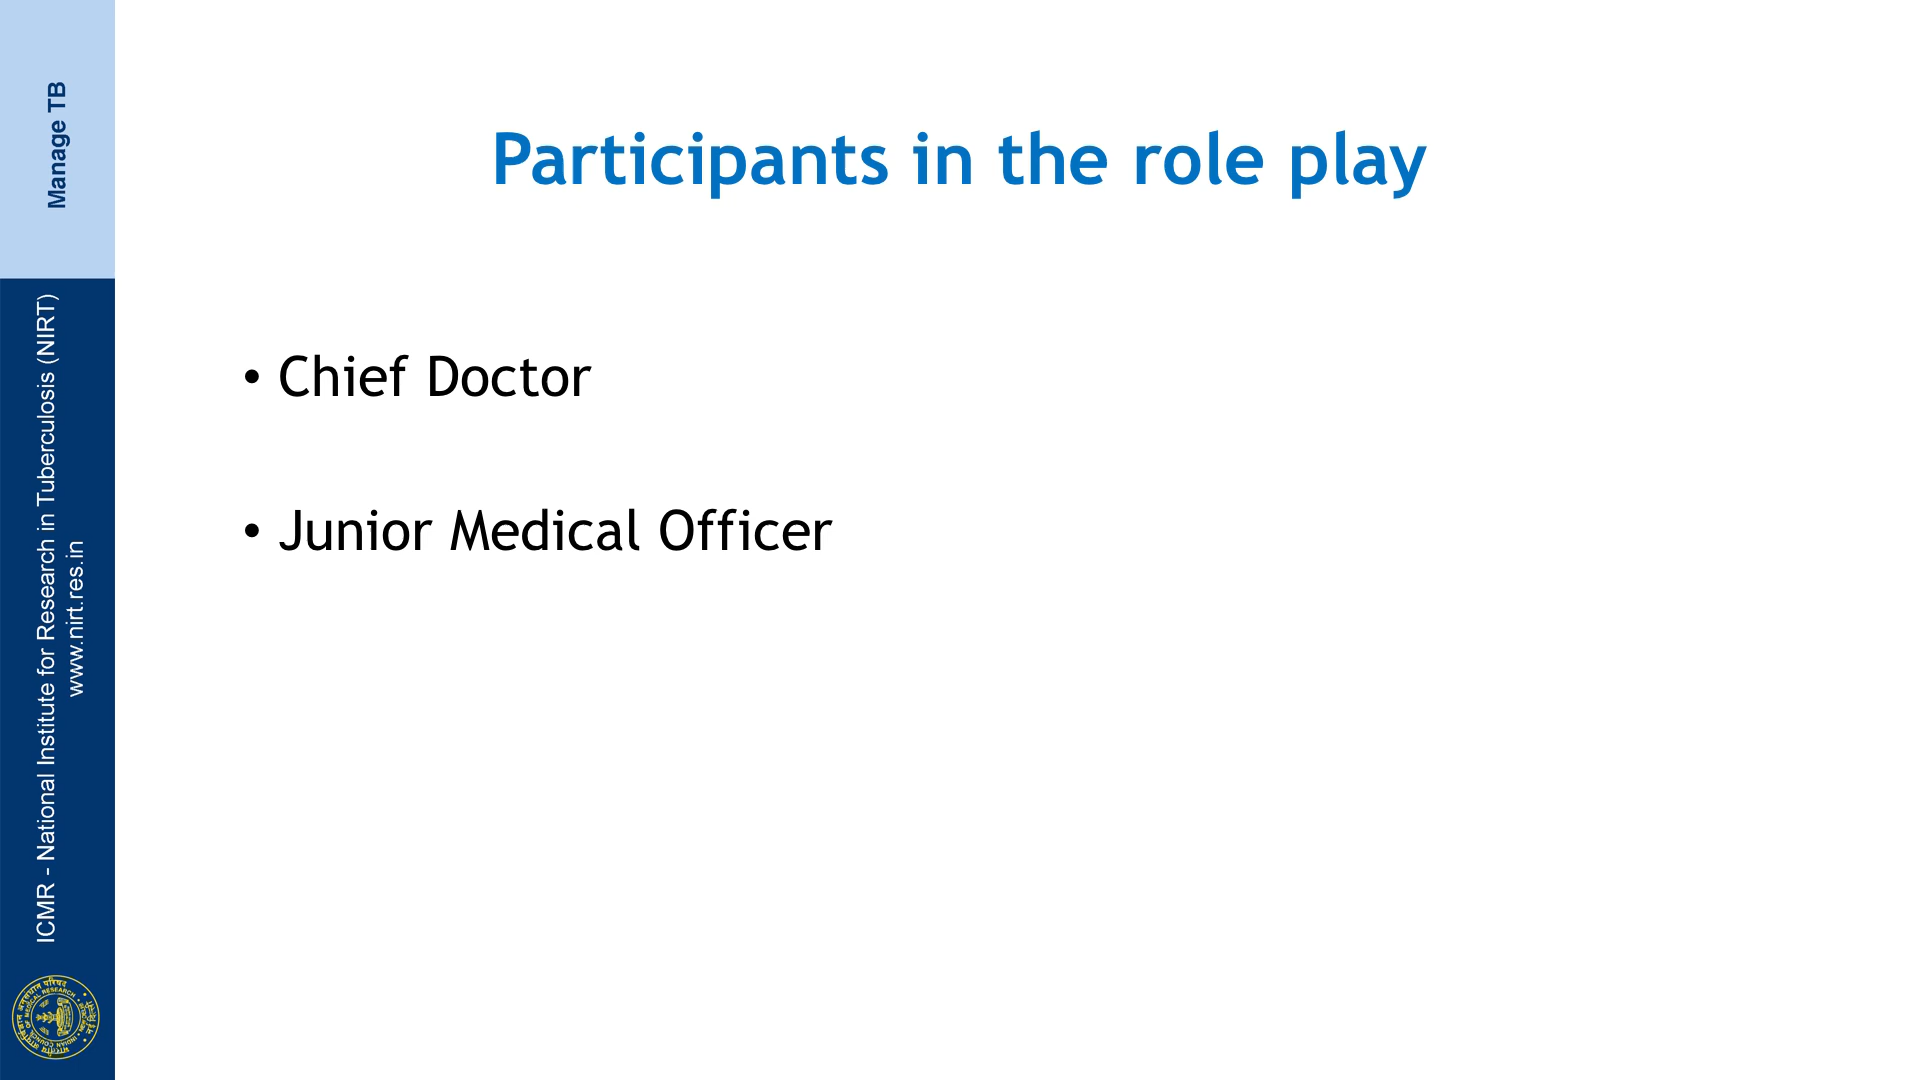 Manage TB
ICMR - National Institute for Research in Tuberculosis (NIRT)
www.nirt.res.in
Participants in the role play
• Chief Doctor
• Junior Medical Officer